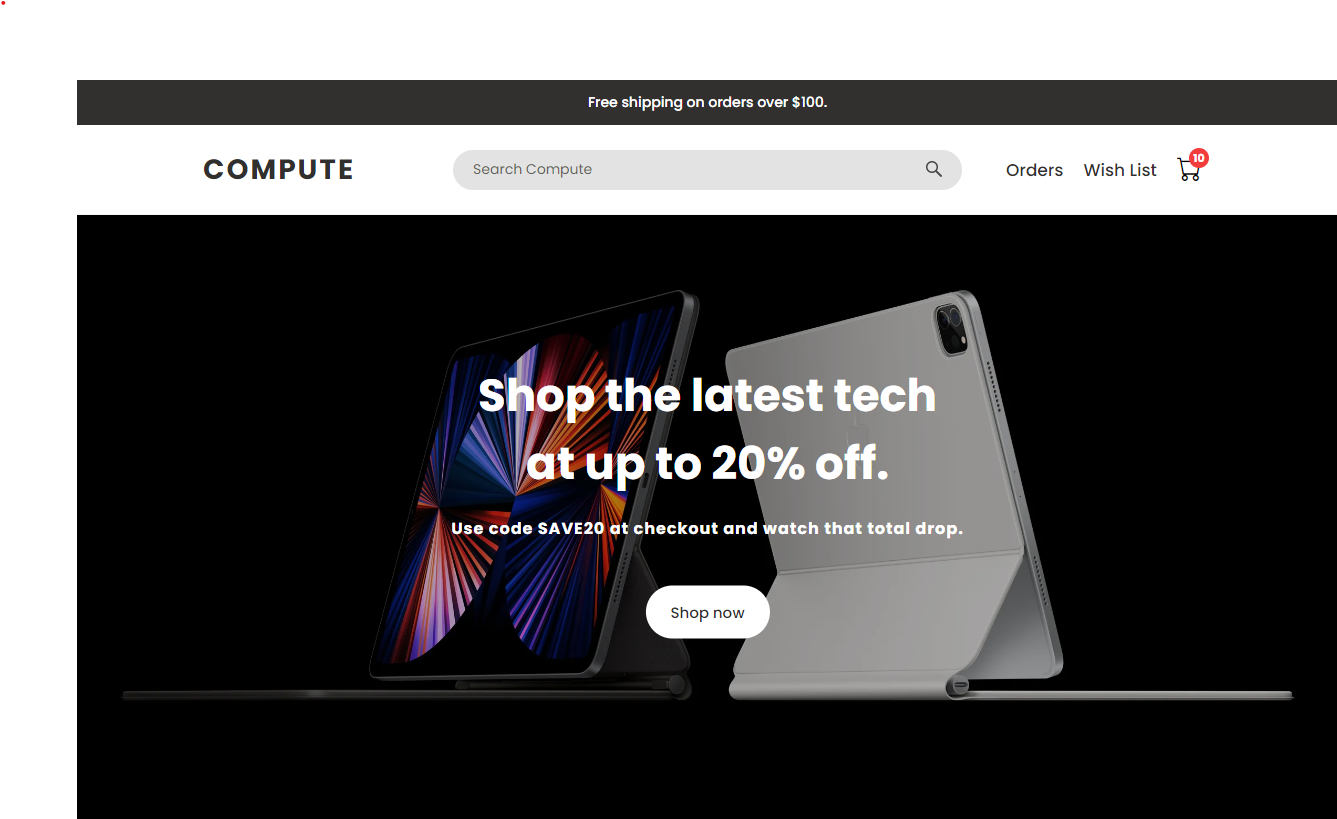 Free shipping on orders over $100.
COMPUTE
Search Compute
Orders
Wish List
10
Shop the latest tech
at up to 20% off.
Use code SAVE20 at checkout and watch that total drop.
Shop now